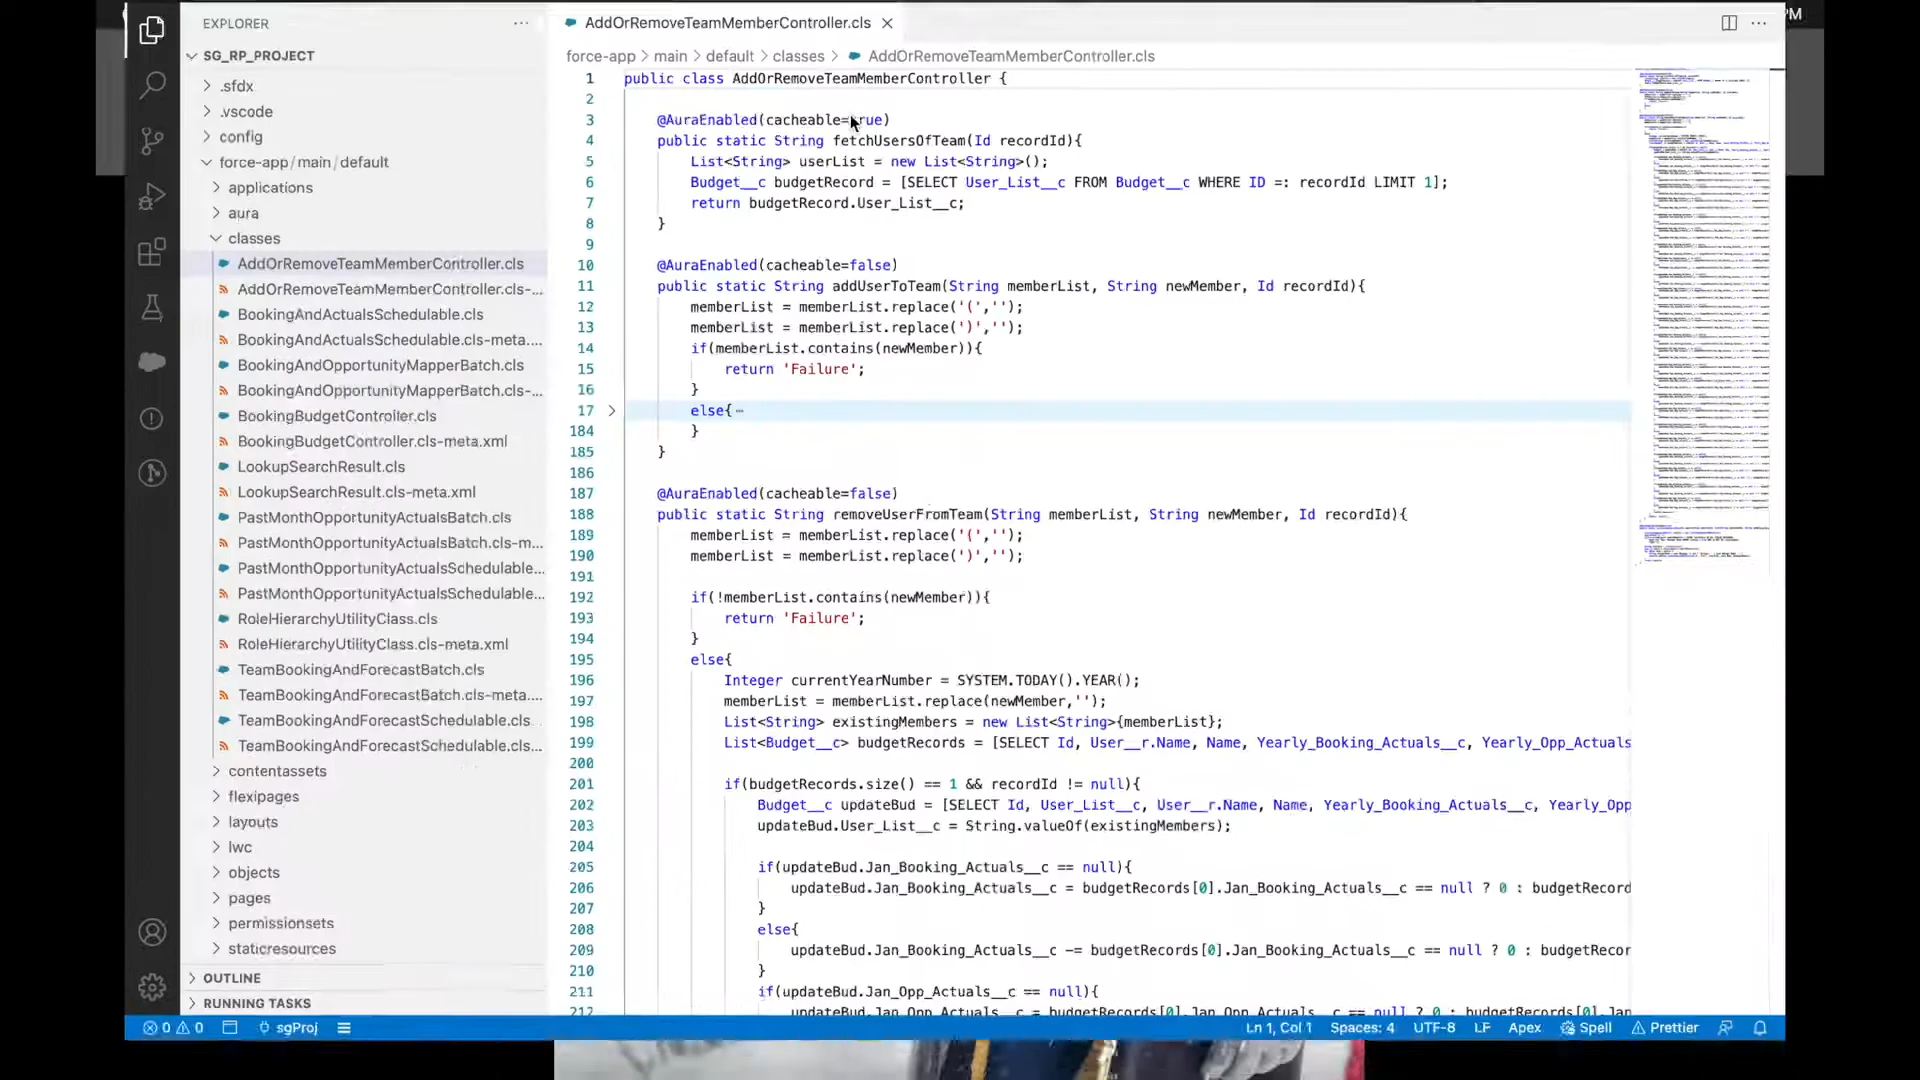 EXPLORER
SG_RP_PROJECT
.sfdx
.vscode
config
force-app/main/default
applications
aura
classes
AddOrRemoveTeamMemberController.cls
AddOrRemoveTeamMemberController.cls-...
BookingAndActualsSchedulable.cls
BookingAndActualsSchedulable.cls-meta....
BookingAndOpportunityMapperBatch.cls
BookingAndOpportunityMapperBatch.cls-...
BookingBudgetController.cls
BookingBudgetController.cls-meta.xml
LookupSearchResult.cls
LookupSearchResult.cls-meta.xml
PastMonthOpportunityActualsBatch.cls
PastMonthOpportunityActualsBatch.cls-m...
PastMonthOpportunityActualsSchedulable...
PastMonthOpportunityActualsSchedulable...
RoleHierarchyUtilityClass.cls
RoleHierarchyUtilityClass.cls-meta.xml
TeamBookingAndForecastBatch.cls
TeamBookingAndForecastBatch.cls-meta....
TeamBookingAndForecastSchedulable.cls...
TeamBookingAndForecastSchedulable.cls...
contentassets
flexipages
layouts
lwc
objects
pages
permissionsets
staticresources
OUTLINE
RUNNING TASKS
AddOrRemoveTeamMemberController.cls
PM
force-app > main > default > classes > AddOrRemoveTeamMemberController.cls
1 public class AddOrRemoveTeamMemberController {
2
3 @AuraEnabled(cacheable=true)
4 public static String fetchUsersOfTeam(Id recordId){
5 List<String> userList = new List<String>();
6 Budget__c budgetRecord = [SELECT User_List__c FROM Budget__c WHERE ID =: recordId LIMIT 1];
7 return budgetRecord.User_List__c;
8 }
9
10 @AuraEnabled(cacheable=false)
11 public static String addUserToTeam(String memberList, String newMember, Id recordId){
12 memberList = memberList.replace('(','');
13 memberList = memberList.replace(')','');
14 if(memberList.contains(newMember)){
15 return 'Failure';
16 }
17 else{
184 }
185 }
186
187 @AuraEnabled(cacheable=false)
188 public static String removeUserFromTeam(String memberList, String newMember, Id recordId){
189 memberList = memberList.replace('(','');
190 memberList = memberList.replace(')','');
191
192 if(!memberList.contains(newMember)){
193 return 'Failure';
194 }
195 else{
196 Integer currentYearNumber = SYSTEM.TODAY().YEAR();
197 memberList = memberList.replace(newMember,'');
198 List<String> existingMembers = new List<String>{memberList};
199 List<Budget__c> budgetRecords = [SELECT Id, User__r.Name, Name, Yearly_Booking_Actuals__c, Yearly_Opp_Actuals
200
201 if(budgetRecords.size() == 1 && recordId != null){
202 Budget__c updateBud = [SELECT Id, User_List__c, User__r.Name, Name, Yearly_Booking_Actuals__c, Yearly_Opp
203 updateBud.User_List__c = String.valueOf(existingMembers);
204
205 if(updateBud.Jan_Booking_Actuals__c == null){
206 updateBud.Jan_Booking_Actuals__c = budgetRecords[0].Jan_Booking_Actuals__c == null ? 0 : budgetRecord
207 }
208 else{
209 updateBud.Jan_Booking_Actuals__c -= budgetRecords[0].Jan_Booking_Actuals__c == null ? 0 : budgetRecor
210 }
211 if(updateBud.Jan_Opp_Actuals__c == null){
212 updateBud.Jan_Opp_Actuals__c = budgetRecords[0].Jan_Opp_Actuals__c == null ? 0 : budgetRecords[0].Jan
0 0 sgProj Ln 1, Col 1 Spaces: 4 UTF-8 LF Apex Spell Prettier